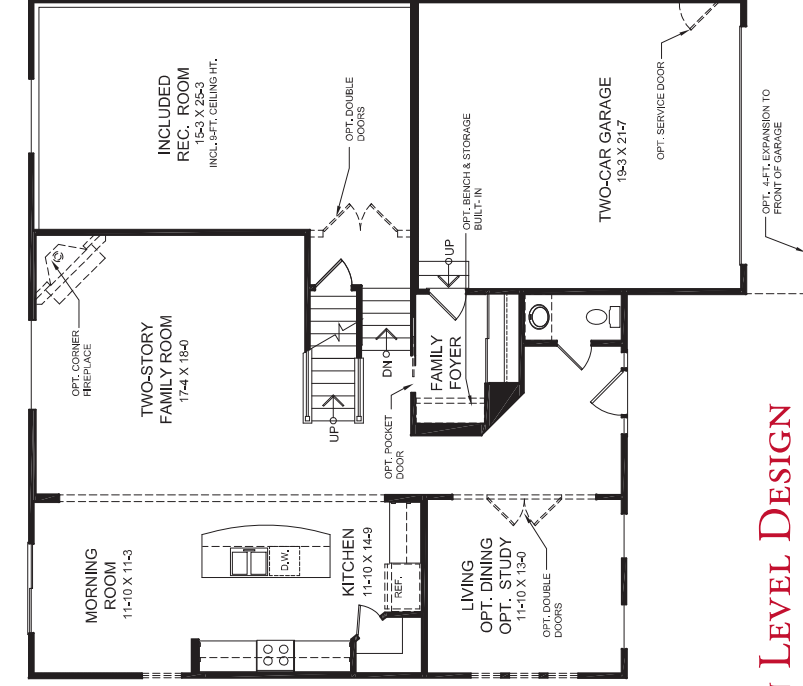 INCLUDED
REC. ROOM
15-3 X 25-3
INCL. 9-FT. CEILING HT.
OPT. DOUBLE
DOORS
TWO-CAR GARAGE
19-3 X 21-7
OPT. SERVICE DOOR
OPT. 4-FT. EXPANSION TO
FRONT OF GARAGE
OPT. BENCH & STORAGE
BUILT- IN
UP
OPT. CORNER
FIREPLACE
TWO-STORY
FAMILY ROOM
17-4 X 18-0
UP
DN
OPT. POCKET
DOOR
FAMILY
FOYER
MORNING
ROOM
11-10 X 11-3
D.W.
KITCHEN
11-10 X 14-9
REF.
LIVING
OPT. DINING
OPT. STUDY
11-10 X 13-0
OPT. DOUBLE
DOORS
LEVEL DESIGN